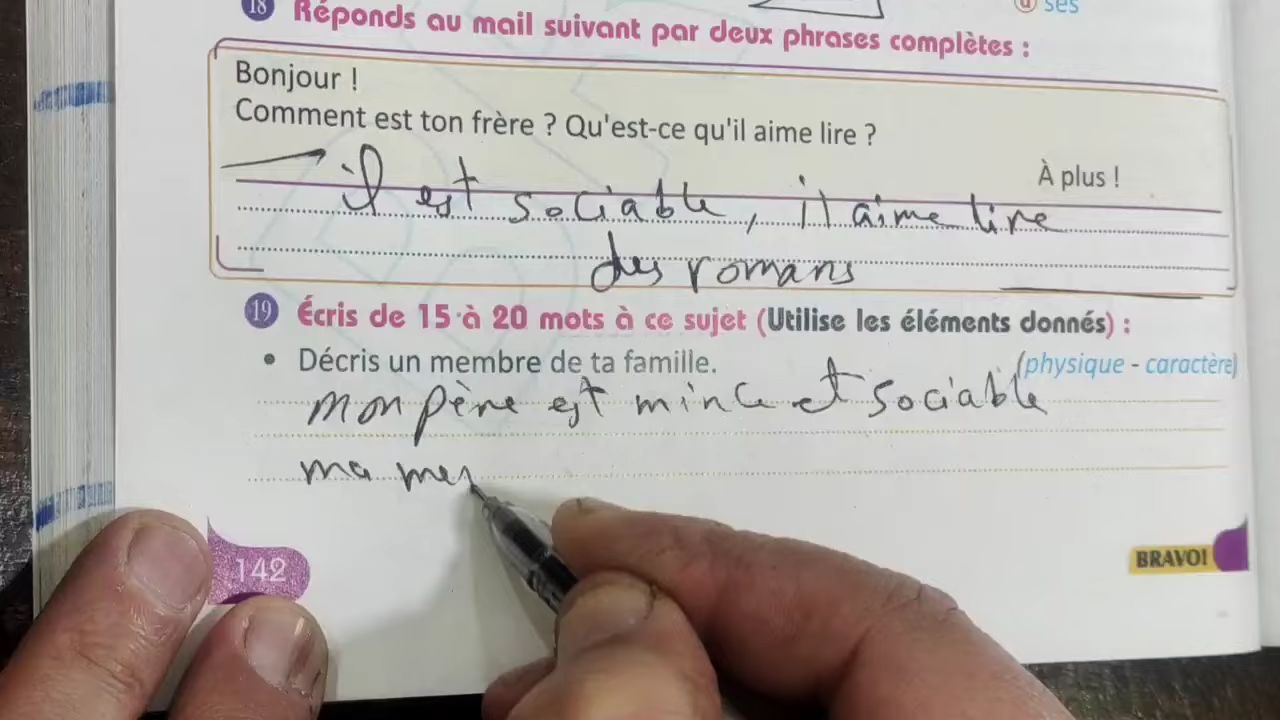 18 Réponds au mail suivant par deux phrases complètes :
d ses
Bonjour !
Comment est ton frère ? Qu'est-ce qu'il aime lire ?
À plus !
il est sociable, il aime lire
des romans
19 Écris de 15 à 20 mots à ce sujet (Utilise les éléments donnés) :
• Décris un membre de ta famille. (physique - caractère)
mon père est mince et sociable
ma mer
142
BRAVO!